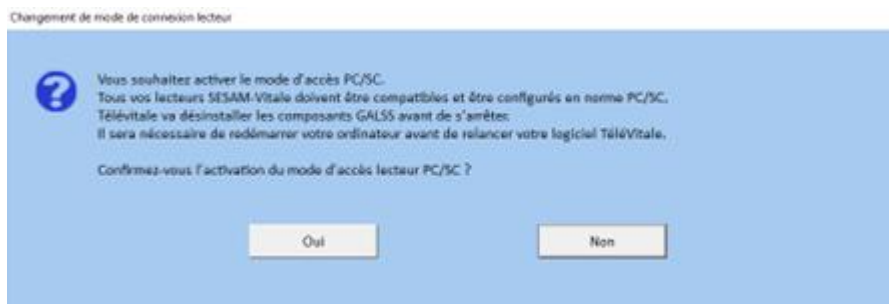 Changement de mode de connexion lecteur
Vous souhaitez activer le mode d'accès PC/SC.
Tous vos lecteurs SESAM-Vitale doivent être compatibles et être configurés en norme PC/SC.
Télévitale va désinstaller les composants GALSS avant de s'arrêter.
Il sera nécessaire de redémarrer votre ordinateur avant de relancer votre logiciel TéléVitale.
Confirmez-vous l'activation du mode d'accès lecteur PC/SC ?
Oui
Non